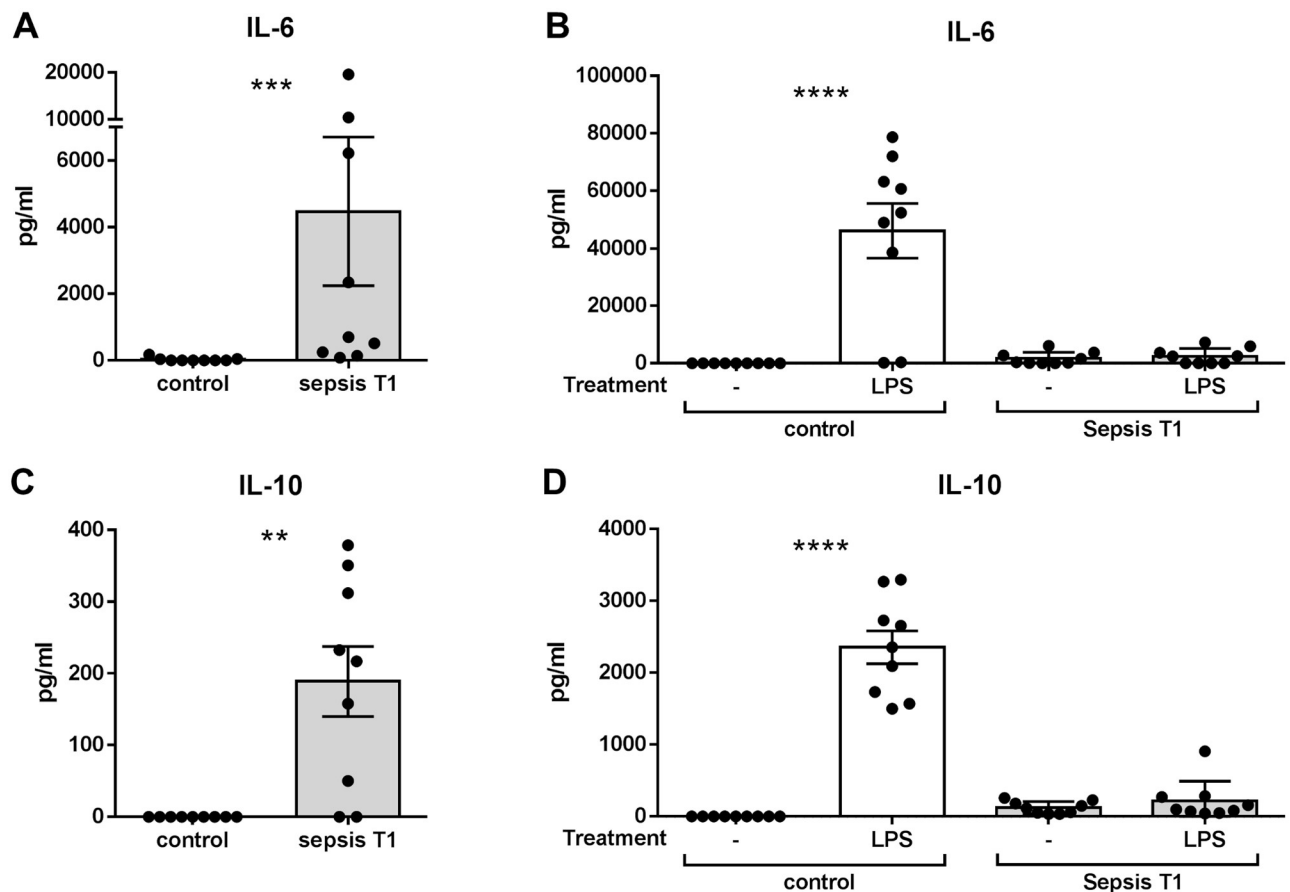 A
IL-6
***
20000
10000
6000
4000
2000
0
pg/ml
control
sepsis T1
B
IL-6
****
100000
80000
60000
40000
20000
0
pg/ml
Treatment - LPS - LPS
control Sepsis T1
C
IL-10
**
400
300
200
100
0
pg/ml
control
sepsis T1
D
IL-10
****
4000
3000
2000
1000
0
pg/ml
Treatment - LPS - LPS
control Sepsis T1